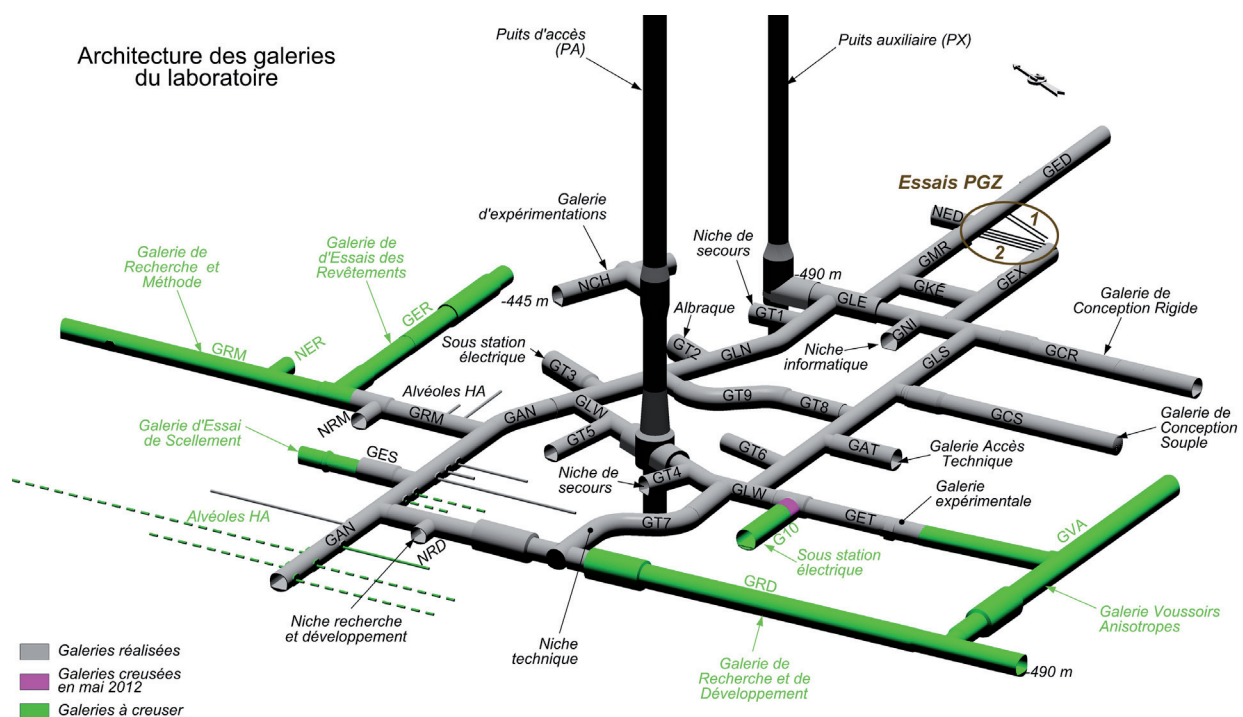 Architecture des galeries
du laboratoire
Puits d'accès
(PA)
Puits auxiliaire (PX)
Essais PGZ
GED
NED
1
2
GMR
GEX
GKE
Galerie
d'expérimentations
NCH
-445 m
Niche de
secours
-490 m
GLE
GT1
GNI
Niche
informatique
Galerie de
Conception Rigide
GCR
Albraque
GT2
GLN
GLS
Galerie de
Recherche et
Méthode
Galerie de
d'Essais des
Revêtements
GER
GRM
NER
Sous station
électrique
GT3
GT9
GT8
GCS
Galerie de
Conception
Souple
Alvéoles HA
GRM
NRM
GAN
GLW
GT5
GT6
GAT
Galerie Accès
Technique
Galerie d'Essai
de Scellement
GES
Niche de
secours
GT4
GLW
GET
Galerie
expérimentale
Alvéoles HA
GAN
NRD
GT7
G10
Sous station
électrique
GVA
Galerie Voussoirs
Anisotropes
GRD
Niche recherche
et développement
Niche
technique
Galerie de
Recherche et de
Développement
-490 m
Galeries réalisées
Galeries creusées
en mai 2012
Galeries à creuser